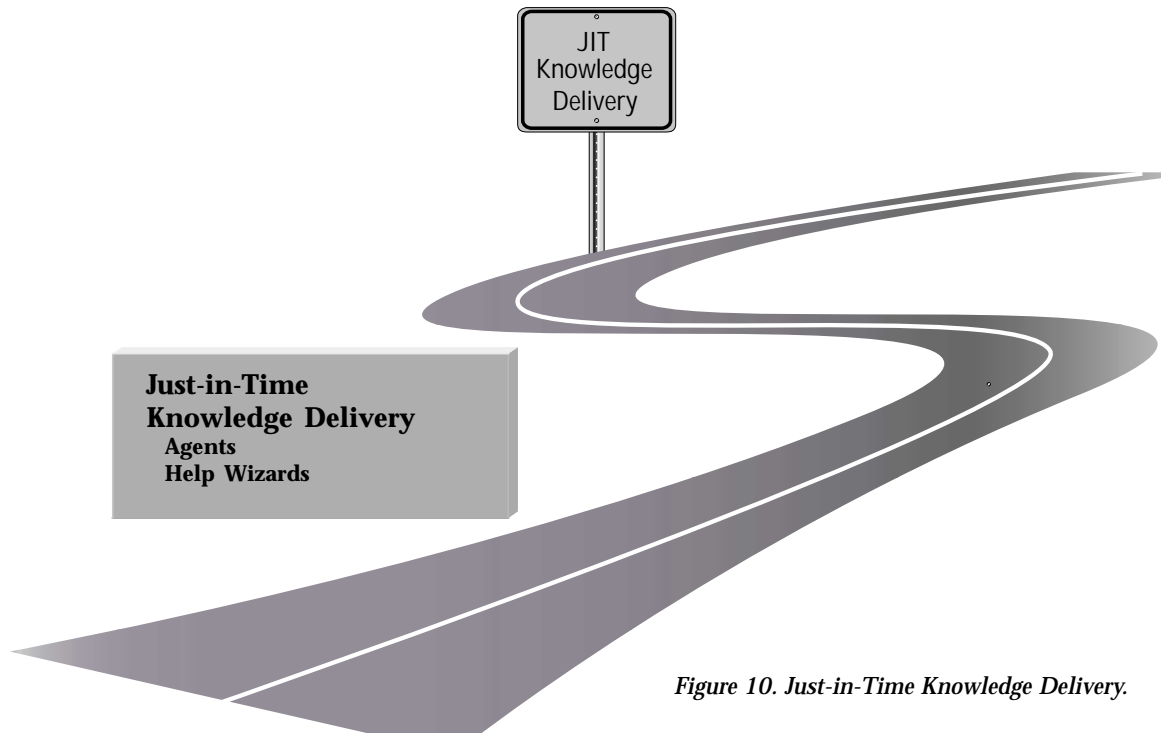 JIT
Knowledge
Delivery
Just-in-Time
Knowledge Delivery
Agents
Help Wizards
Figure 10. Just-in-Time Knowledge Delivery.